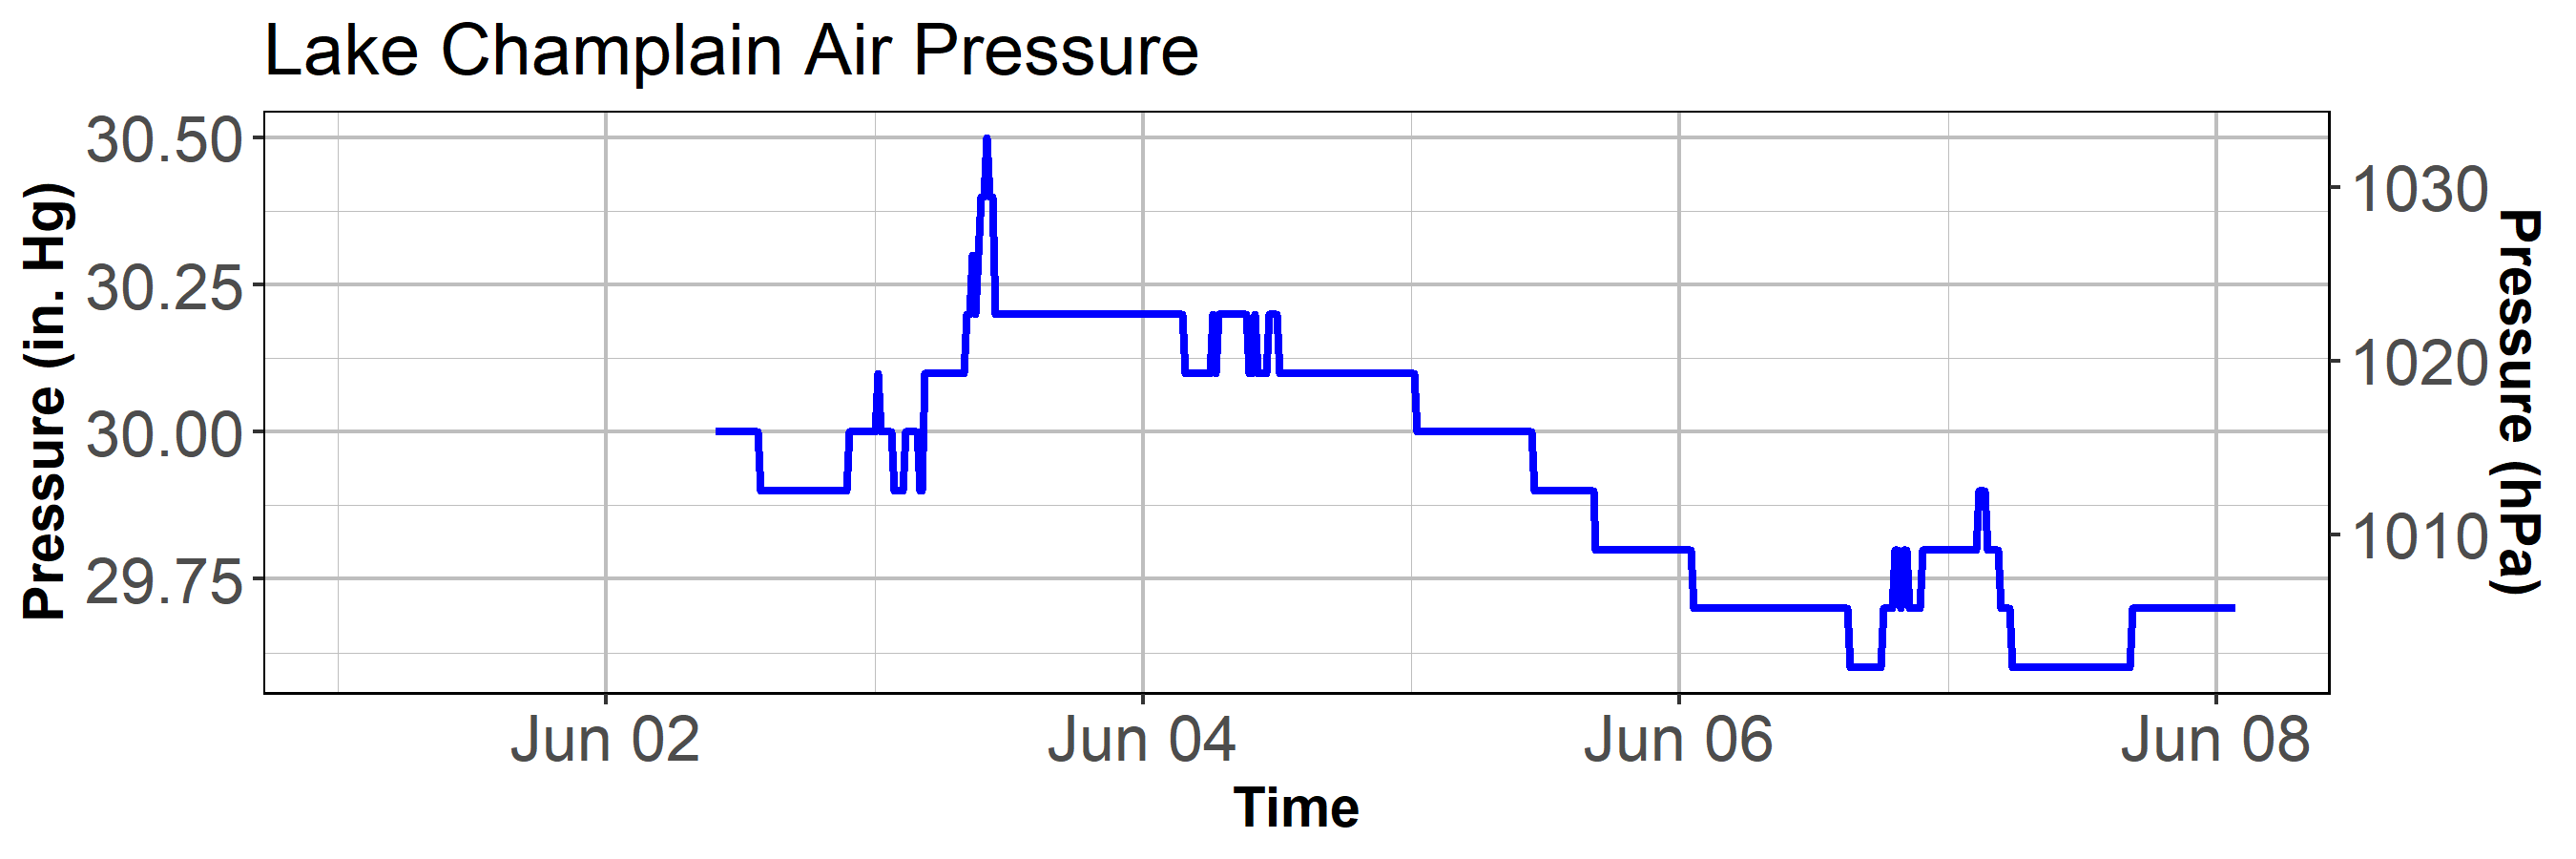 Lake Champlain Air Pressure
Pressure (in. Hg)
30.50
30.25
30.00
29.75
1030
1020
1010
Pressure (hPa)
Jun 02
Jun 04
Jun 06
Jun 08
Time